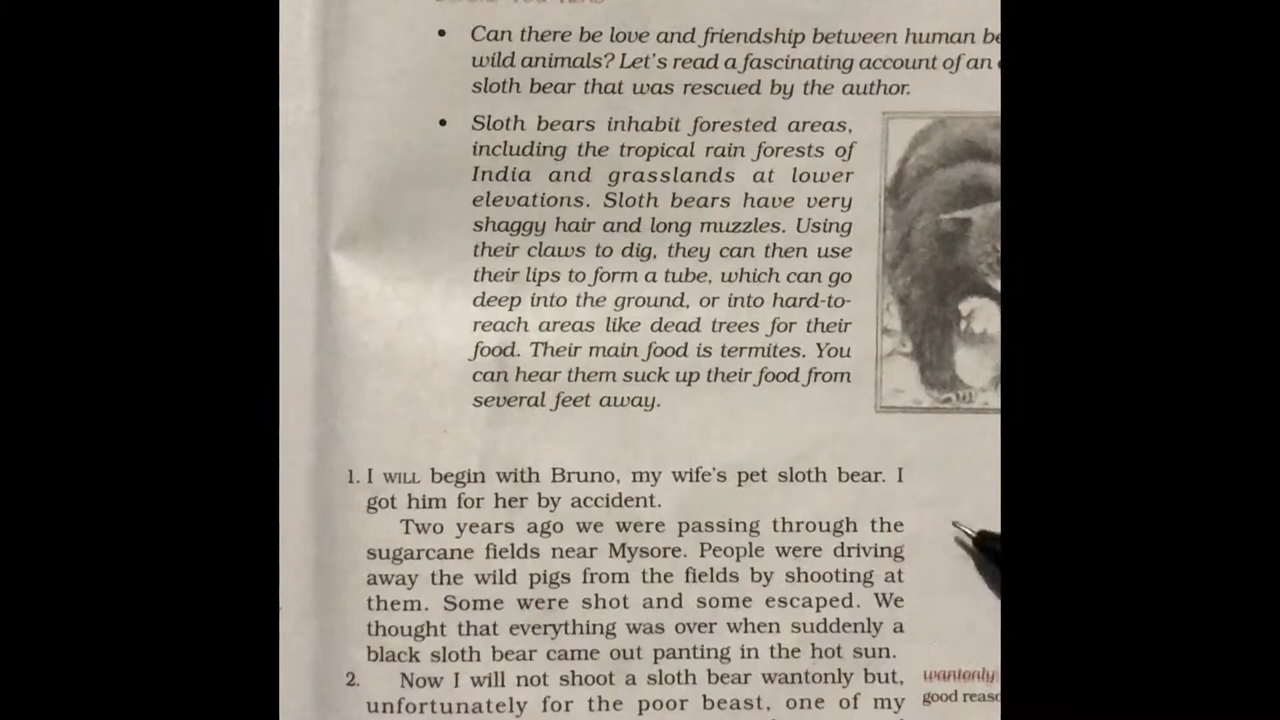 • Can there be love and friendship between human
wild animals? Let's read a fascinating account of an
sloth bear that was rescued by the author.
• Sloth bears inhabit forested areas,
including the tropical rain forests of
India and grasslands at lower
elevations. Sloth bears have very
shaggy hair and long muzzles. Using
their claws to dig, they can then use
their lips to form a tube, which can go
deep into the ground, or into hard-to-
reach areas like dead trees for their
food. Their main food is termites. You
can hear them suck up their food from
several feet away.
1. I WILL begin with Bruno, my wife's pet sloth bear. I
got him for her by accident.
Two years ago we were passing through the
sugarcane fields near Mysore. People were driving
away the wild pigs from the fields by shooting at
them. Some were shot and some escaped. We
thought that everything was over when suddenly a
black sloth bear came out panting in the hot sun.
2. Now I will not shoot a sloth bear wantonly but,
unfortunately for the poor beast, one of my
wantonly
good